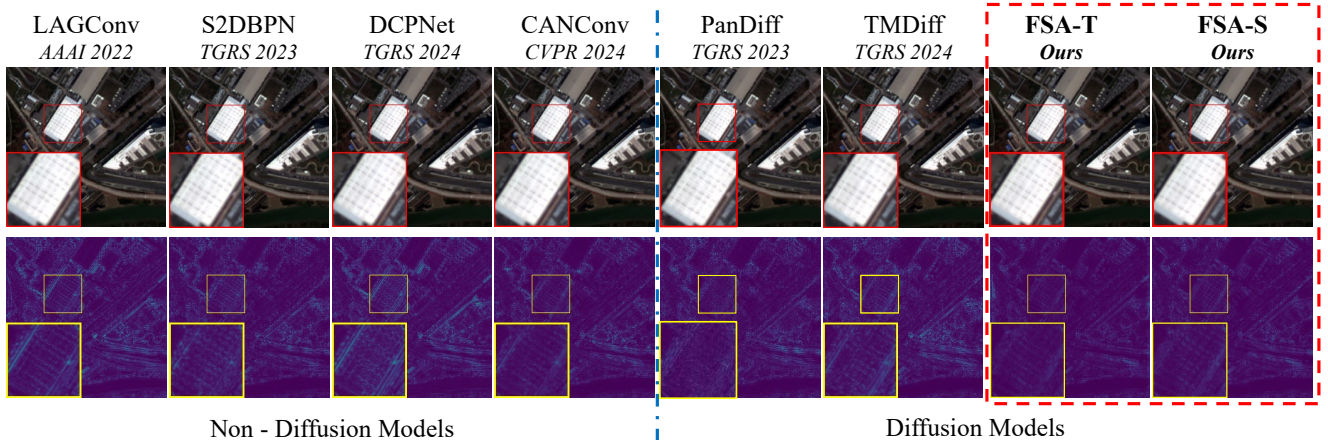 LAGConv S2DBPN DCPNet CANConv PanDiff TMDiff FSA-T FSA-S
AAAI 2022 TGRS 2023 TGRS 2024 CVPR 2024 TGRS 2023 TGRS 2024 Ours Ours
Non - Diffusion Models Diffusion Models